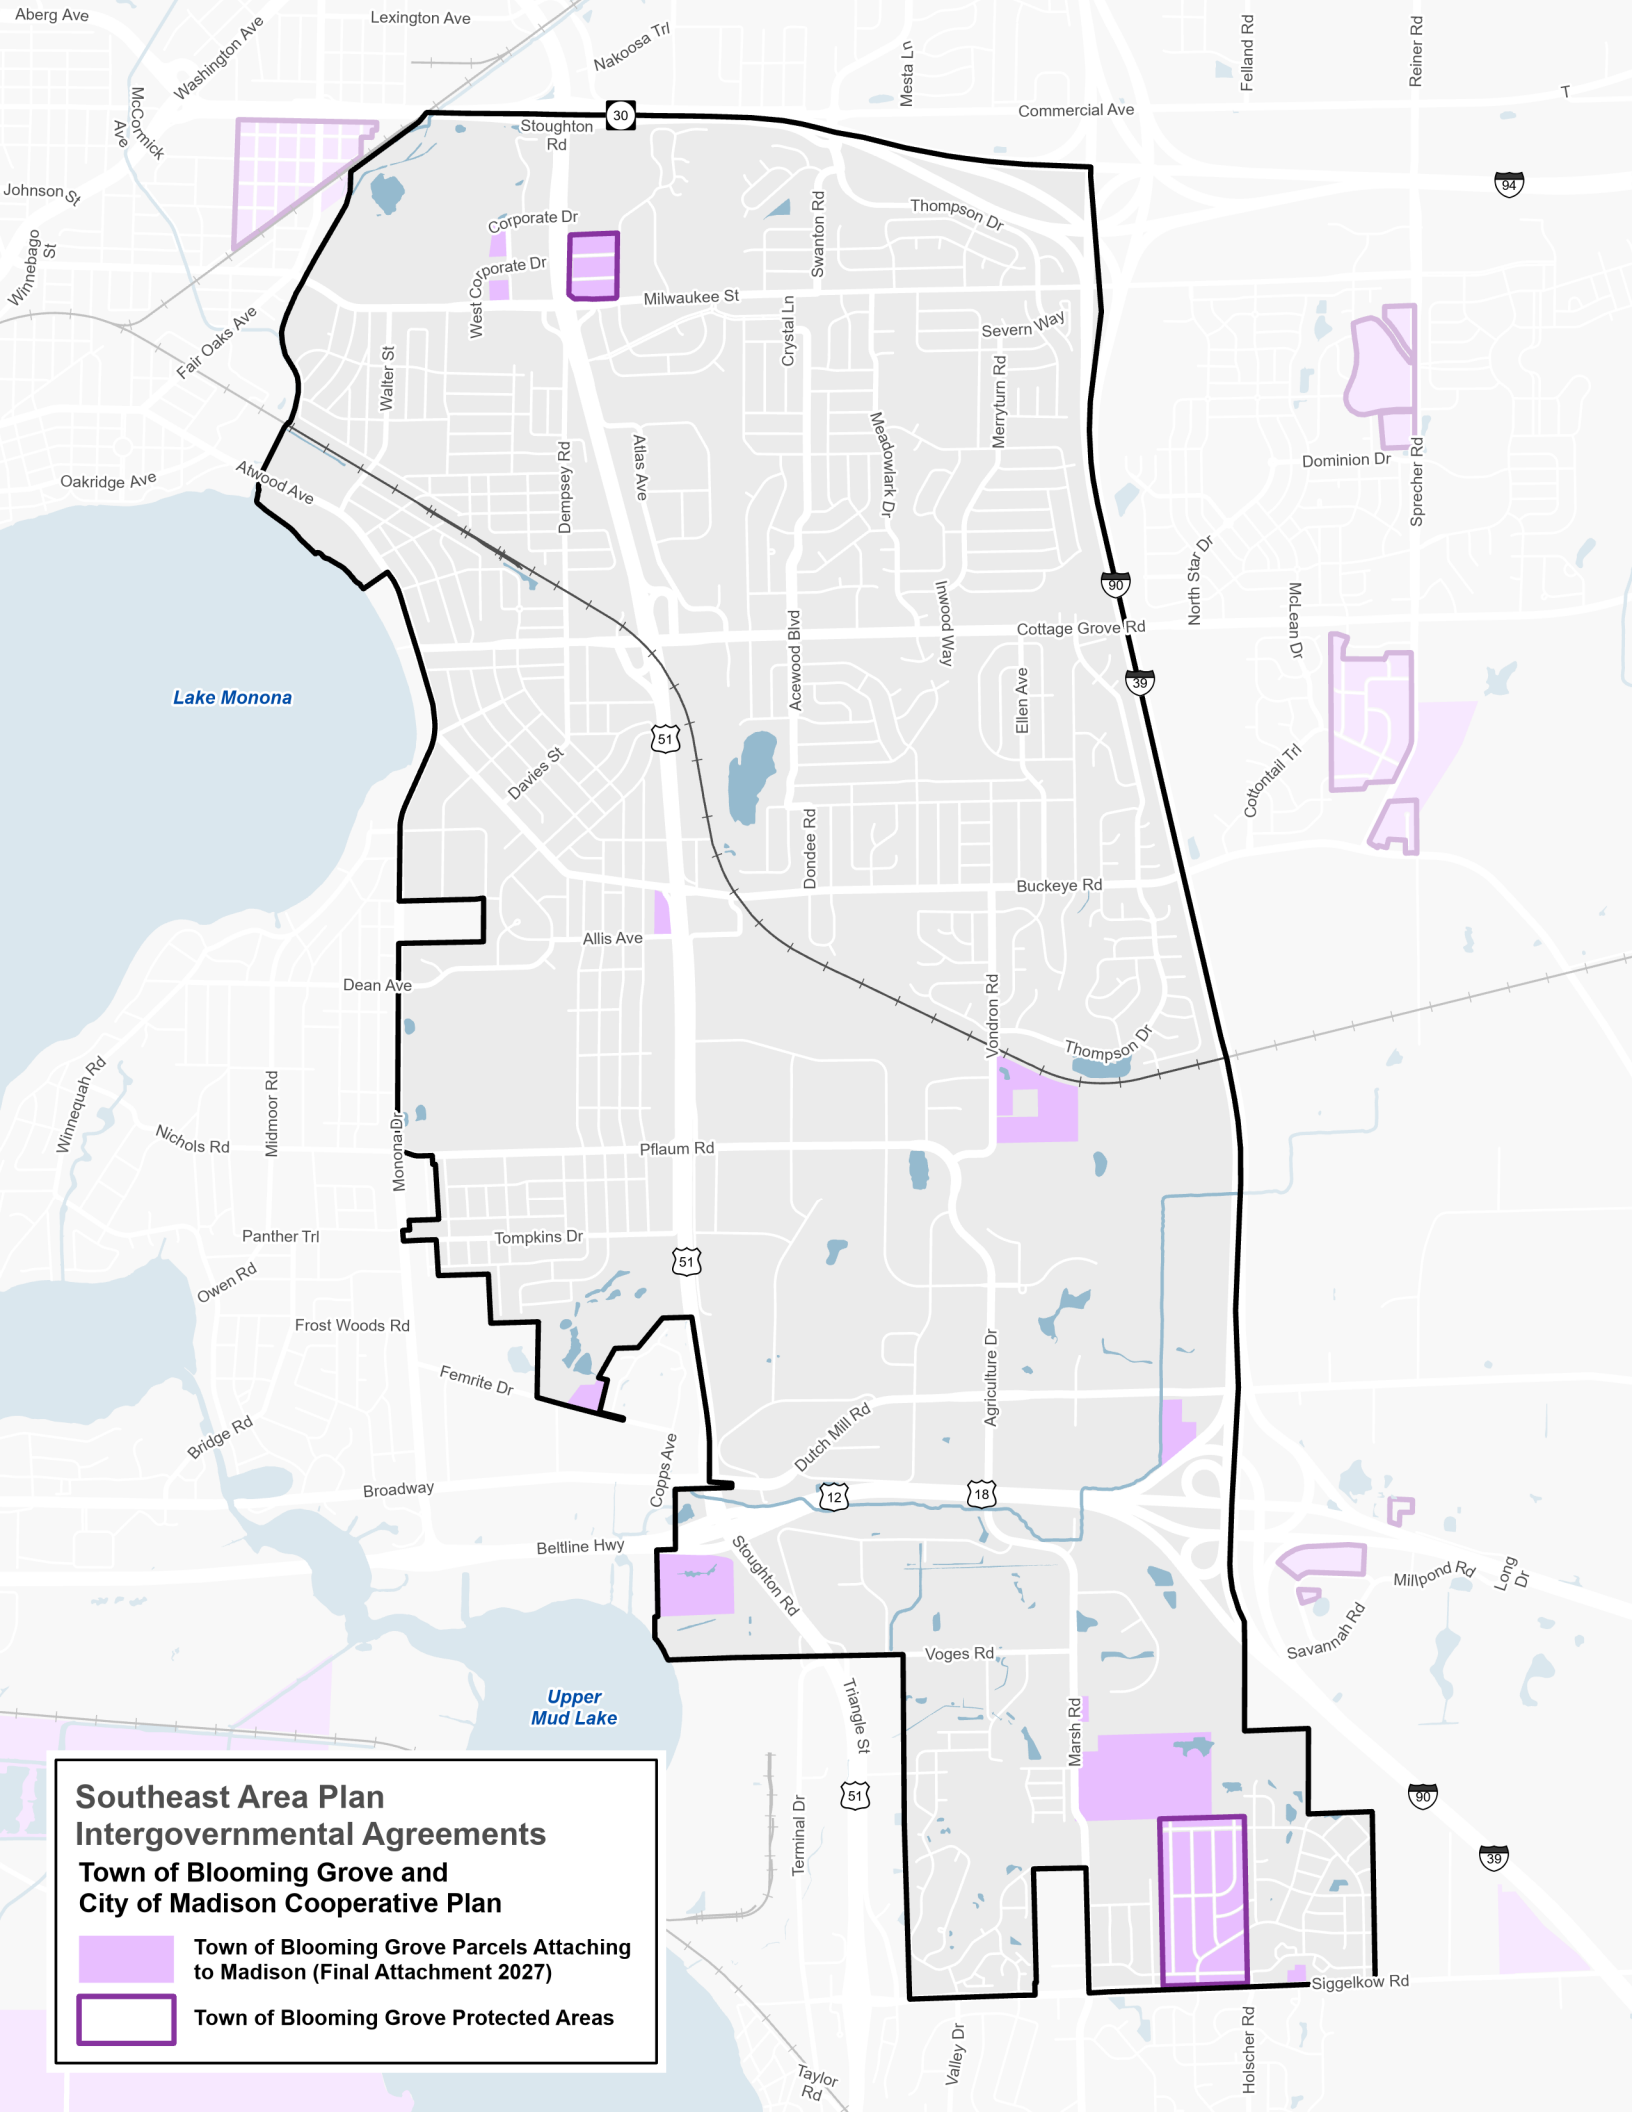 Aberg Ave
Lexington Ave
Washington Ave
Nakoosa Trl
Mesta Ln
Felland Rd
Reiner Rd
McCormick
Ave
Commercial Ave
T
30
Stoughton
Rd
Johnson St
94
Winnebago
St
Corporate Dr
Swanton Rd
Thompson Dr
West Corporate Dr
Milwaukee St
Fair Oaks Ave
Walter St
Crystal Ln
Severn Way
Merryturn Rd
Meadowlark Dr
Dempsey Rd
Atlas Ave
Oakridge Ave
Atwood Ave
Dominion Dr
Sprecher Rd
North Star Dr
McLean Dr
90
Inwood Way
Cottage Grove Rd
Acewood Blvd
Ellen Ave
39
Lake Monona
51
Davies St
Cottontail Trl
Dondee Rd
Buckeye Rd
Allis Ave
Dean Ave
Vondron Rd
Thompson Dr
Winnequah Rd
Midmoor Rd
Nichols Rd
Monona Dr
Pflaum Rd
Panther Trl
Tompkins Dr
51
Owen Rd
Frost Woods Rd
Femrite Dr
Agriculture Dr
Dutch Mill Rd
Bridge Rd
Copps Ave
Broadway
12
18
Beltline Hwy
Stoughton Rd
Millpond Rd
Long
Dr
Savannah Rd
Voges Rd
Upper
Mud Lake
Triangle St
Marsh Rd
51
90
Terminal Dr
39
Southeast Area Plan
Intergovernmental Agreements
Town of Blooming Grove and
City of Madison Cooperative Plan
Town of Blooming Grove Parcels Attaching
to Madison (Final Attachment 2027)
Town of Blooming Grove Protected Areas
Siggelkow Rd
Valley Dr
Holscher Rd
Taylor
Rd